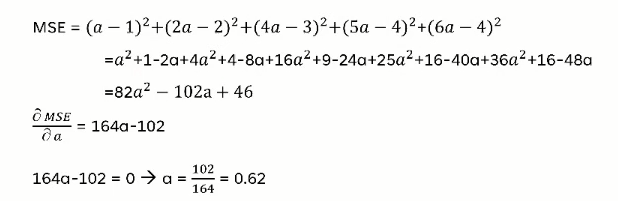 MSE = (a − 1)²+(2a − 2)²+(4a − 3)²+(5a − 4)²+(6a − 4)²
=a²+1-2a+4a²+4-8a+16a²+9-24a+25a²+16-40a+36a²+16-48a
=82a² − 102a + 46
∂ MSE / ∂ a = 164a-102
164a-102 = 0 → a = 102/164 = 0.62